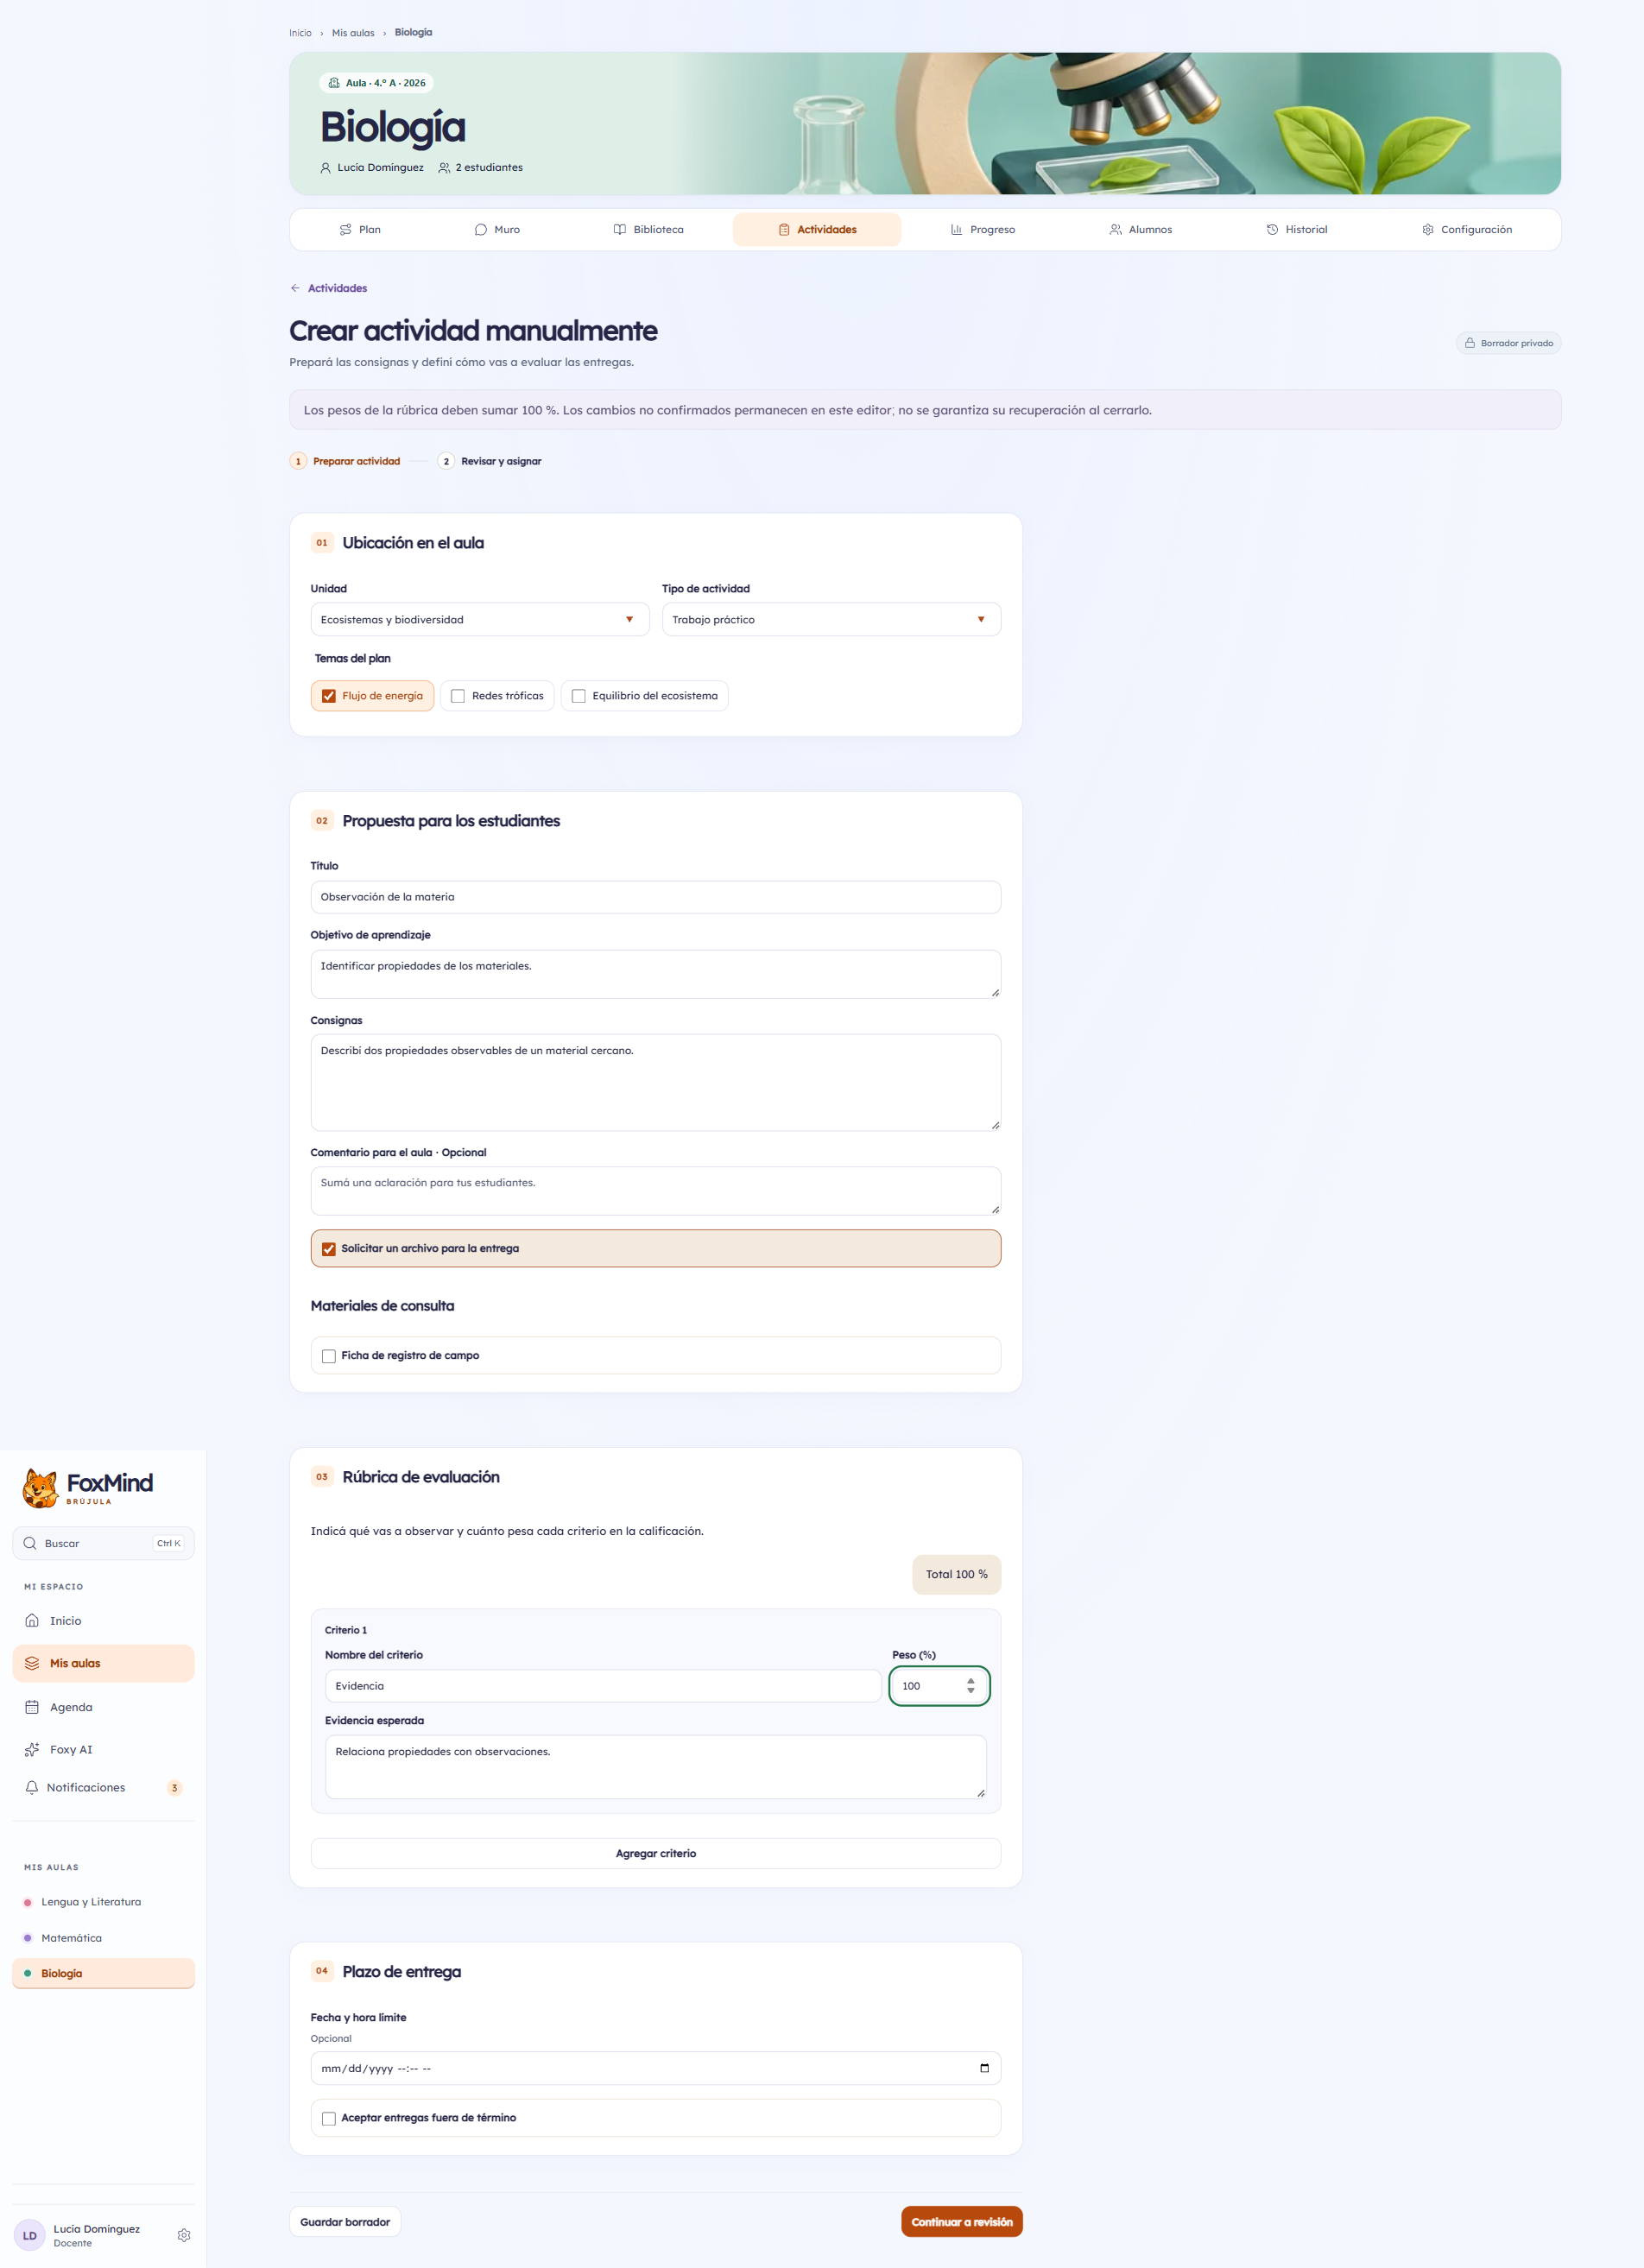 Inicio › Mis aulas › Biología
Aula · 4.º A · 2026
Biología
Lucía Domínguez 2 estudiantes
Plan Muro Biblioteca Actividades Progreso Alumnos Historial Configuración
← Actividades
Crear actividad manualmente
Prepará las consignas y definí cómo vas a evaluar las entregas.
Borrador privado
Los pesos de la rúbrica deben sumar 100 %. Los cambios no confirmados permanecen en este editor; no se garantiza su recuperación al cerrarlo.
1 Preparar actividad 2 Revisar y asignar
01 Ubicación en el aula
Unidad Tipo de actividad
Ecosistemas y biodiversidad Trabajo práctico
Temas del plan
Flujo de energía Redes tróficas Equilibrio del ecosistema
02 Propuesta para los estudiantes
Título
Observación de la materia
Objetivo de aprendizaje
Identificar propiedades de los materiales.
Consignas
Describí dos propiedades observables de un material cercano.
Comentario para el aula · Opcional
Sumá una aclaración para tus estudiantes.
Solicitar un archivo para la entrega
Materiales de consulta
Ficha de registro de campo
03 Rúbrica de evaluación
Indicá qué vas a observar y cuánto pesa cada criterio en la calificación.
Total 100 %
Criterio 1
Nombre del criterio Peso (%)
Evidencia 100
Evidencia esperada
Relaciona propiedades con observaciones.
Agregar criterio
04 Plazo de entrega
Fecha y hora límite
Opcional
mm/dd/yyyy --:-- --
Aceptar entregas fuera de término
Guardar borrador Continuar a revisión
FoxMind
BRÚJULA
Buscar Ctrl K
MI ESPACIO
Inicio
Mis aulas
Agenda
Foxy AI
Notificaciones 3
MIS AULAS
Lengua y Literatura
Matemática
Biología
LD Lucía Domínguez
Docente